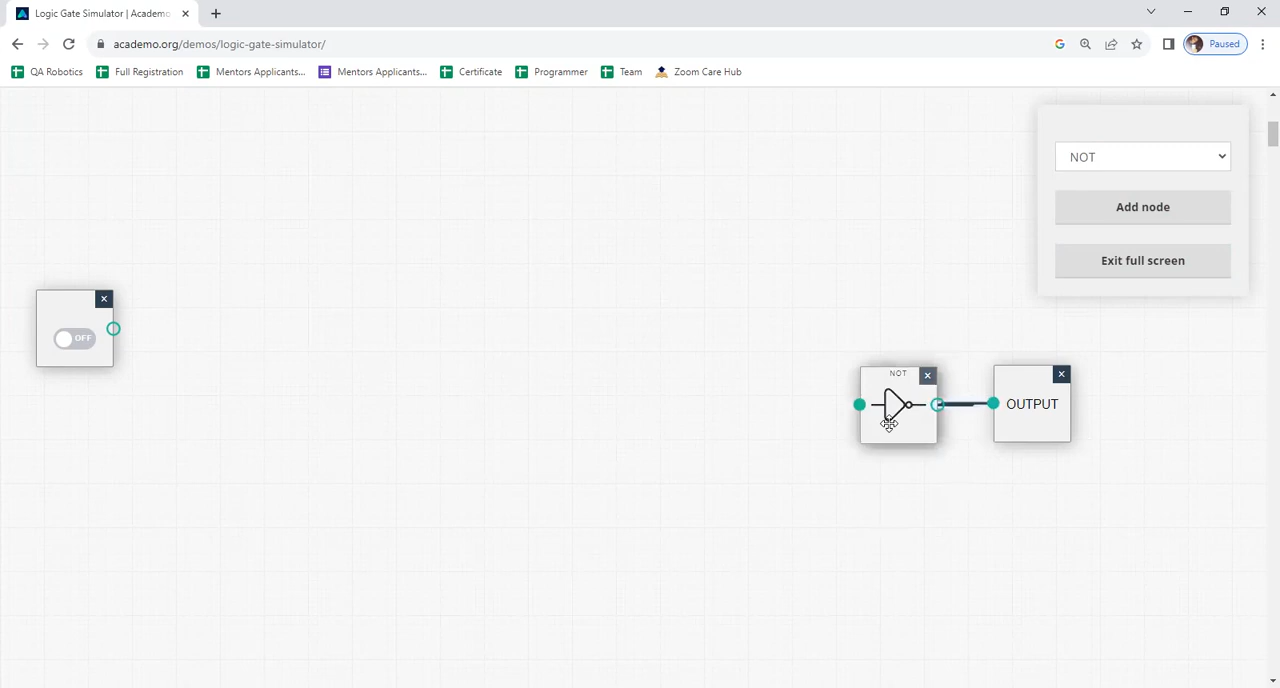 Logic Gate Simulator | Academo
academo.org/demos/logic-gate-simulator/
Paused
QA Robotics
Full Registration
Mentors Applicants...
Mentors Applicants...
Certificate
Programmer
Team
Zoom Care Hub
NOT
Add node
Exit full screen
OFF
NOT
OUTPUT